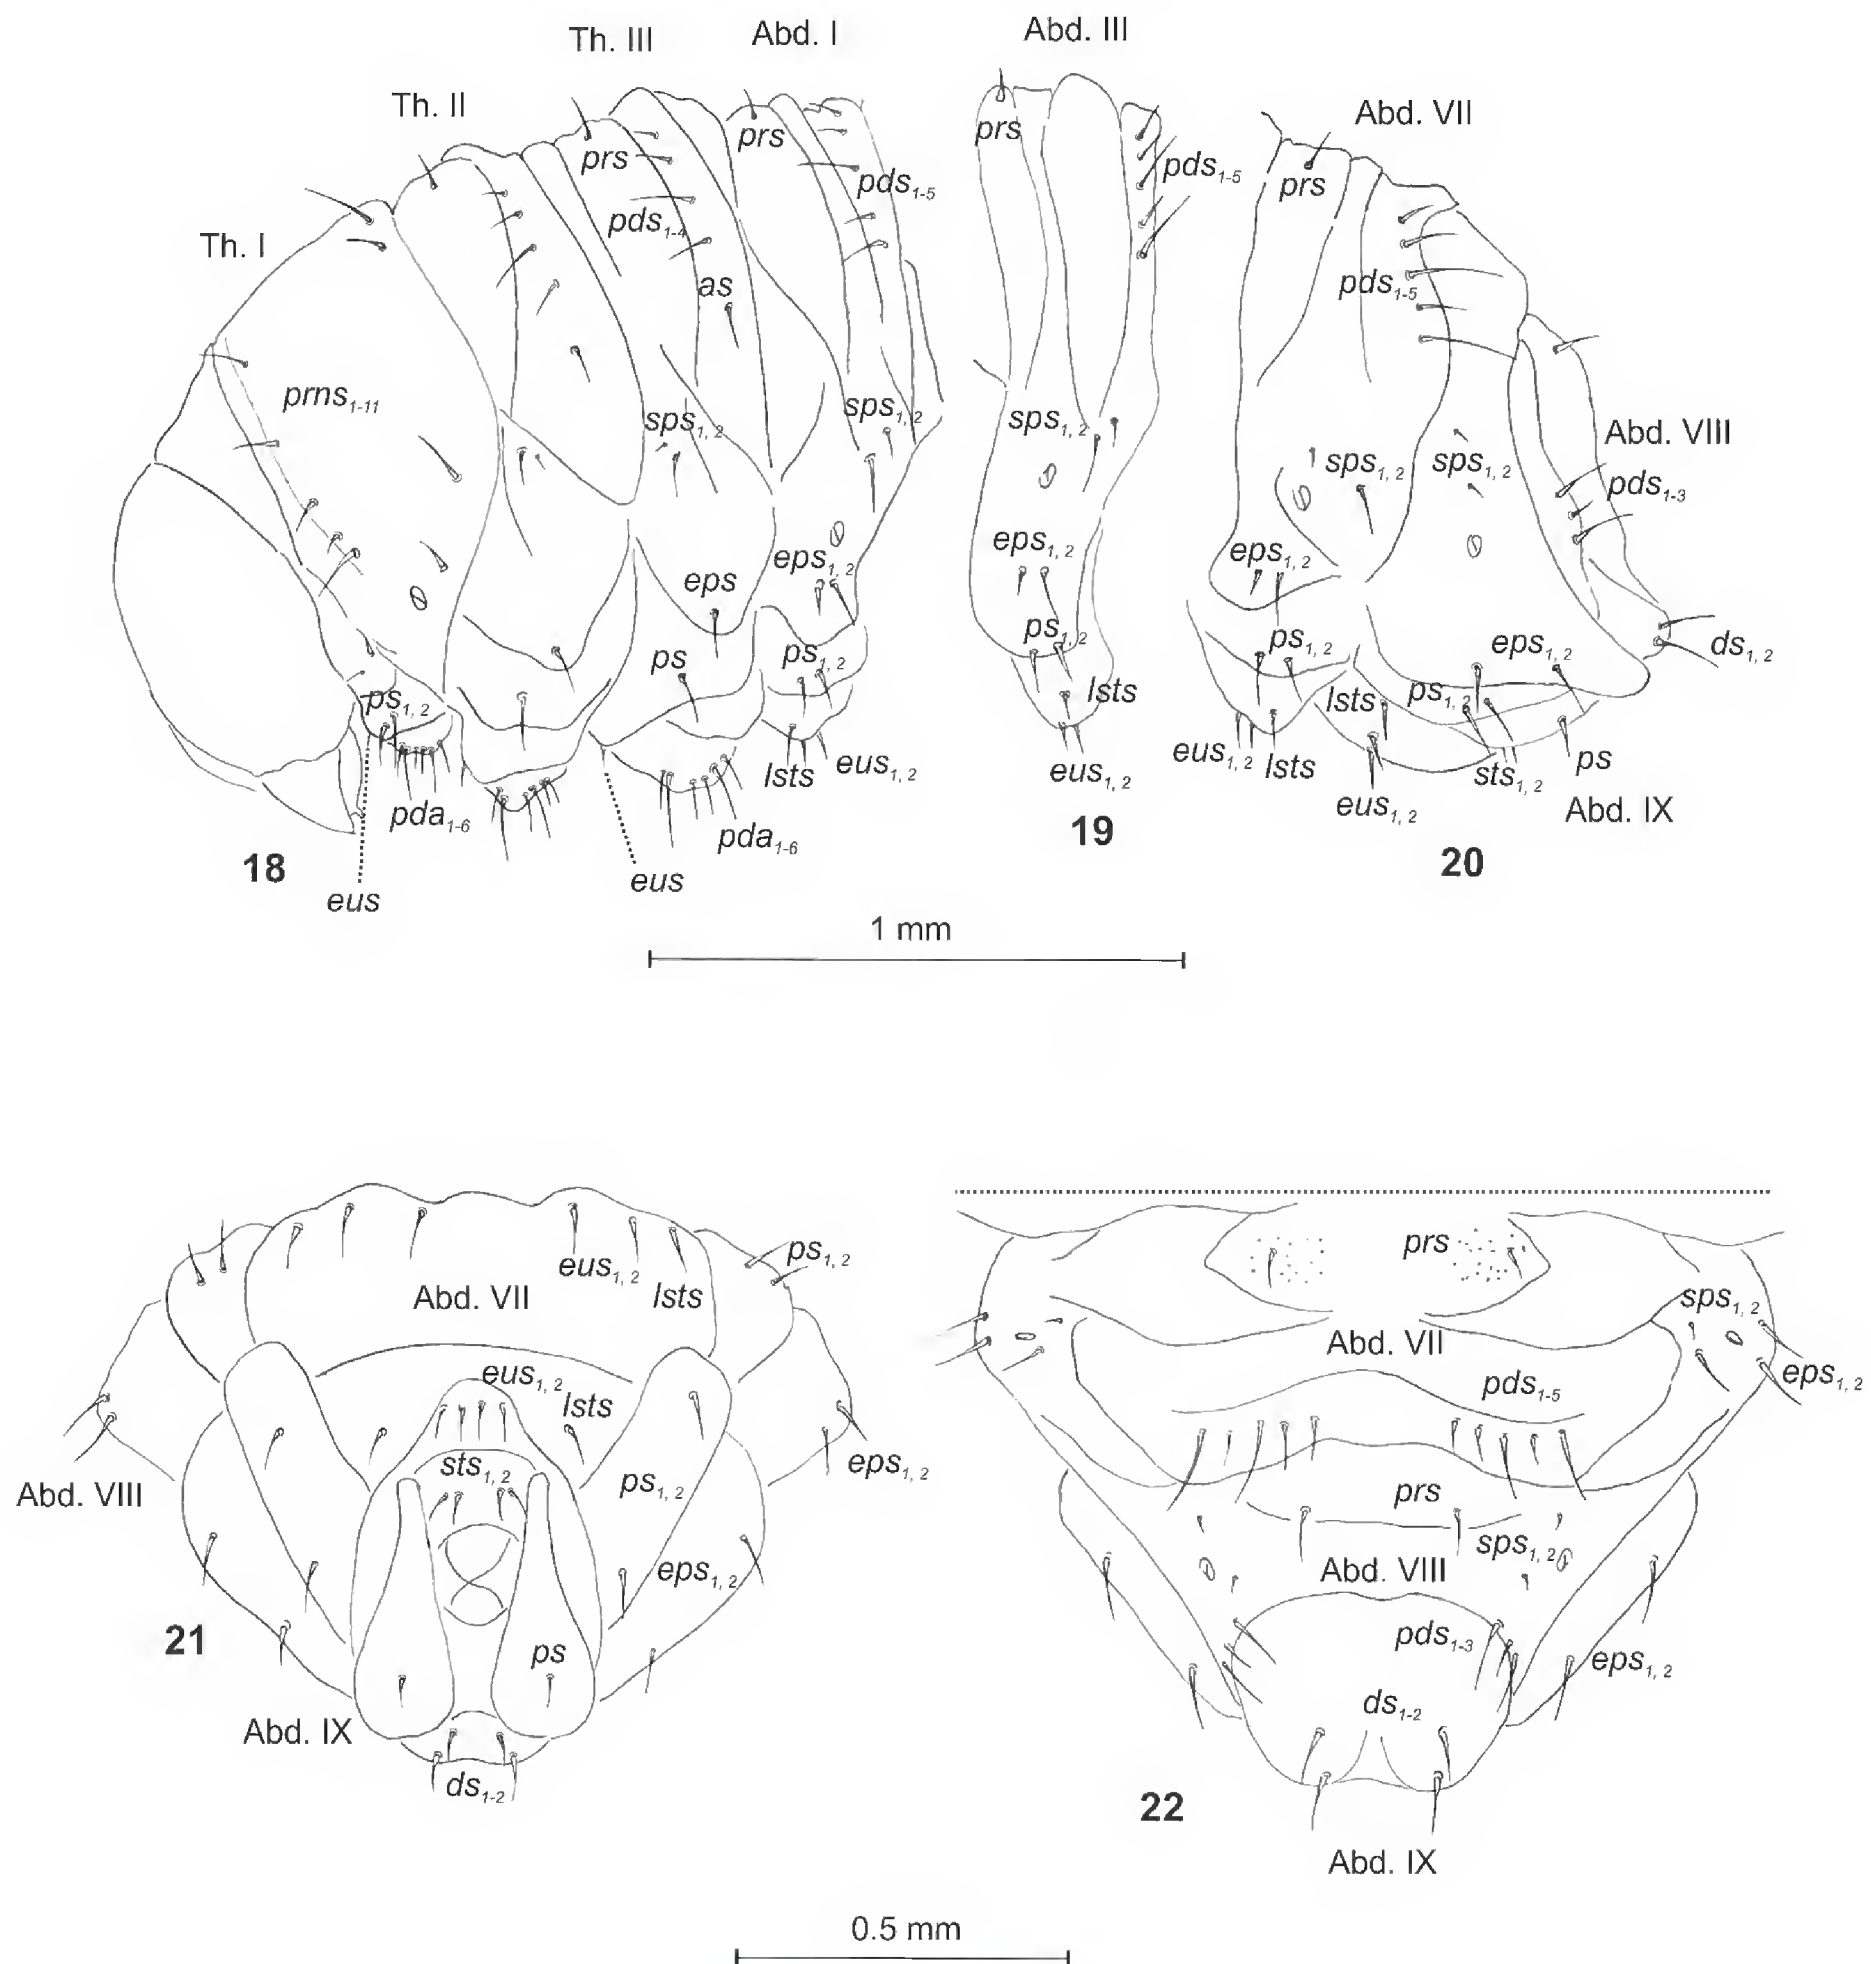 Th. I
Th. II
Th. III
Abd. I
prns1-11
prs
pds1-4
as
prs
pds1-5
sps1, 2
sps1, 2
eps
eps1, 2
ps1, 2
ps
ps1, 2
pda1-6
pda1-6
lsts
eus1, 2
eus
eus
18
Abd. III
prs
pds1-5
sps1, 2
eps1, 2
ps1, 2
lsts
eus1, 2
19
Abd. VII
prs
pds1-5
Abd. VIII
sps1, 2
sps1, 2
pds1-3
eps1, 2
ps1, 2
eps1, 2
ds1, 2
lsts
ps1, 2
eus1, 2
lsts
sts1, 2
ps
eus1, 2
Abd. IX
20
1 mm
ps1, 2
eus1, 2
lsts
Abd. VII
eus1, 2
lsts
sts1, 2
ps1, 2
eps1, 2
Abd. VIII
eps1, 2
21
ps
Abd. IX
ds1-2
prs
sps1, 2
Abd. VII
eps1, 2
pds1-5
prs
sps1, 2
Abd. VIII
pds1-3
eps1, 2
ds1-2
22
Abd. IX
0.5 mm